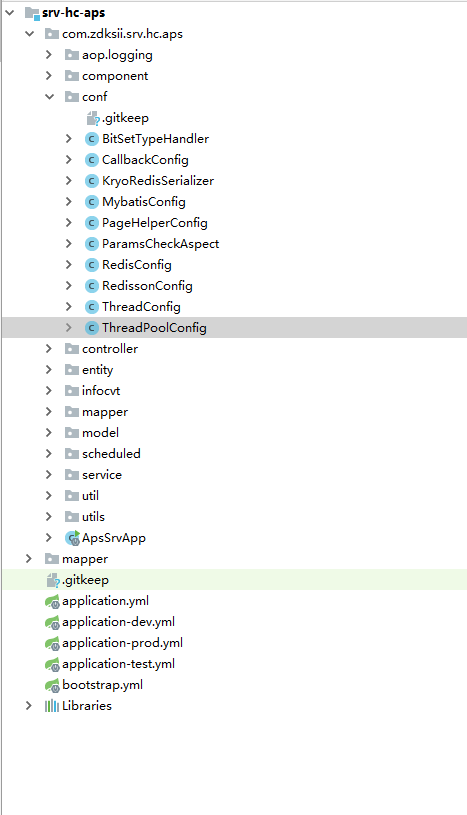 srv-hc-aps
com.zdksii.srv.hc.aps
aop.logging
component
conf
.gitkeep
BitSetTypeHandler
CallbackConfig
KryoRedisSerializer
MybatisConfig
PageHelperConfig
ParamsCheckAspect
RedisConfig
RedissonConfig
ThreadConfig
ThreadPoolConfig
controller
entity
infocvt
mapper
model
scheduled
service
util
utils
ApsSrvApp
mapper
.gitkeep
application.yml
application-dev.yml
application-prod.yml
application-test.yml
bootstrap.yml
Libraries